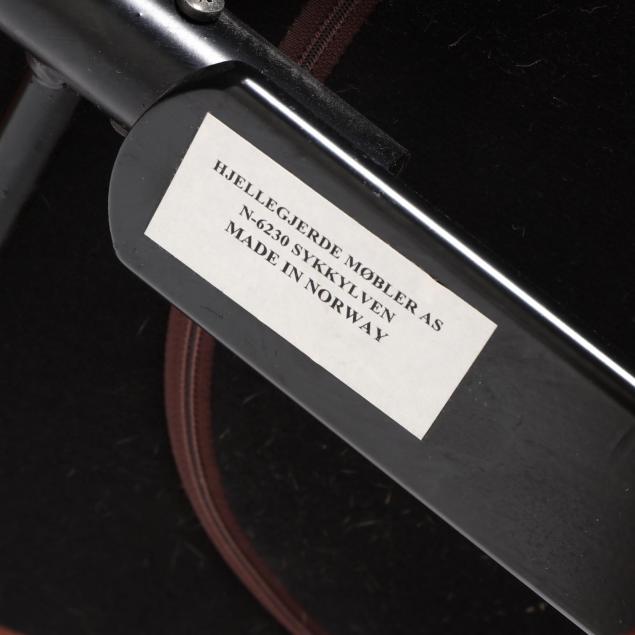 HJELLEGJERDE MØBLER AS
N-6230 SYKKYLVEN
MADE IN NORWAY